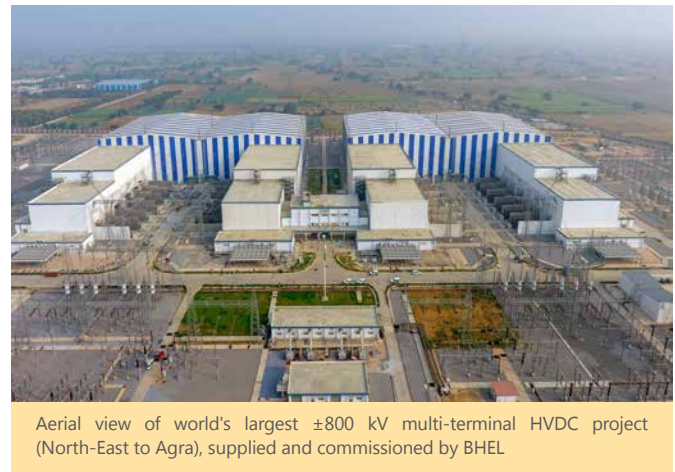 Aerial view of world's largest ±800 kV multi-terminal HVDC project
(North-East to Agra), supplied and commissioned by BHEL